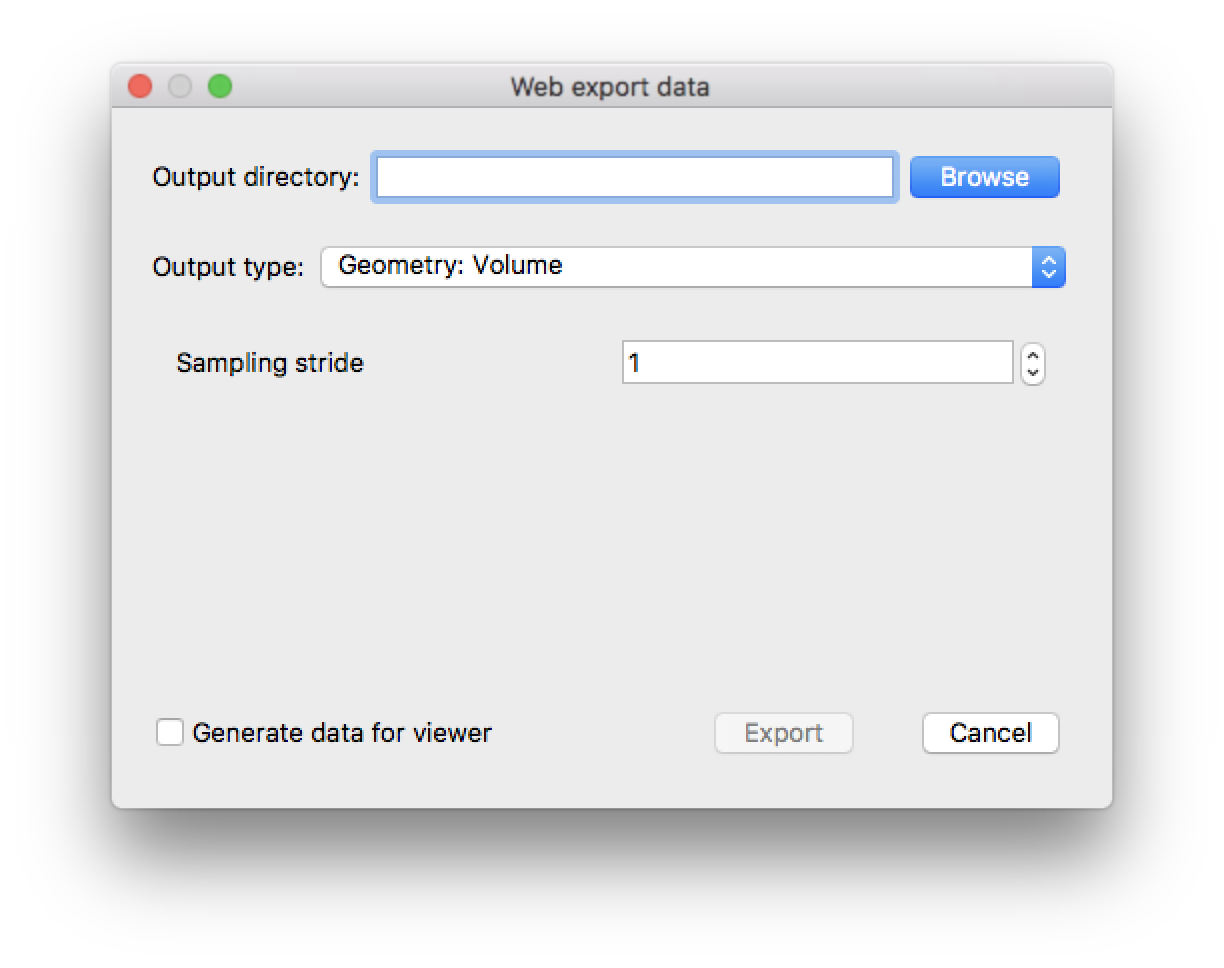 Web export data
Output directory: Browse
Output type: Geometry: Volume
Sampling stride 1
Generate data for viewer Export Cancel